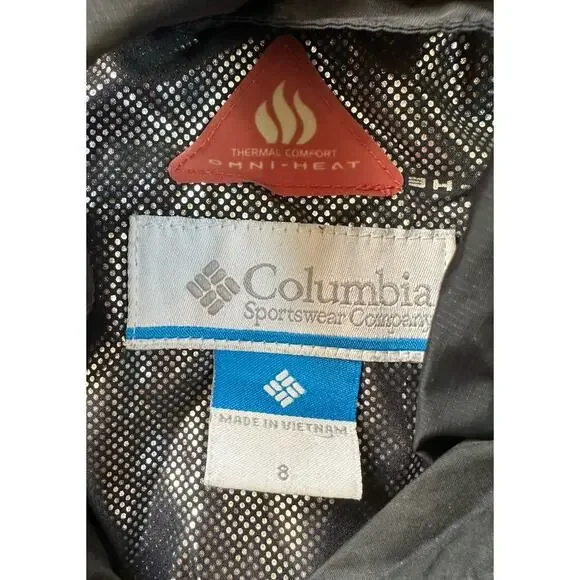 THERMAL COMFORT
OMNI-HEAT
Columbia
Sportswear Company
MADE IN VIETNAM
8